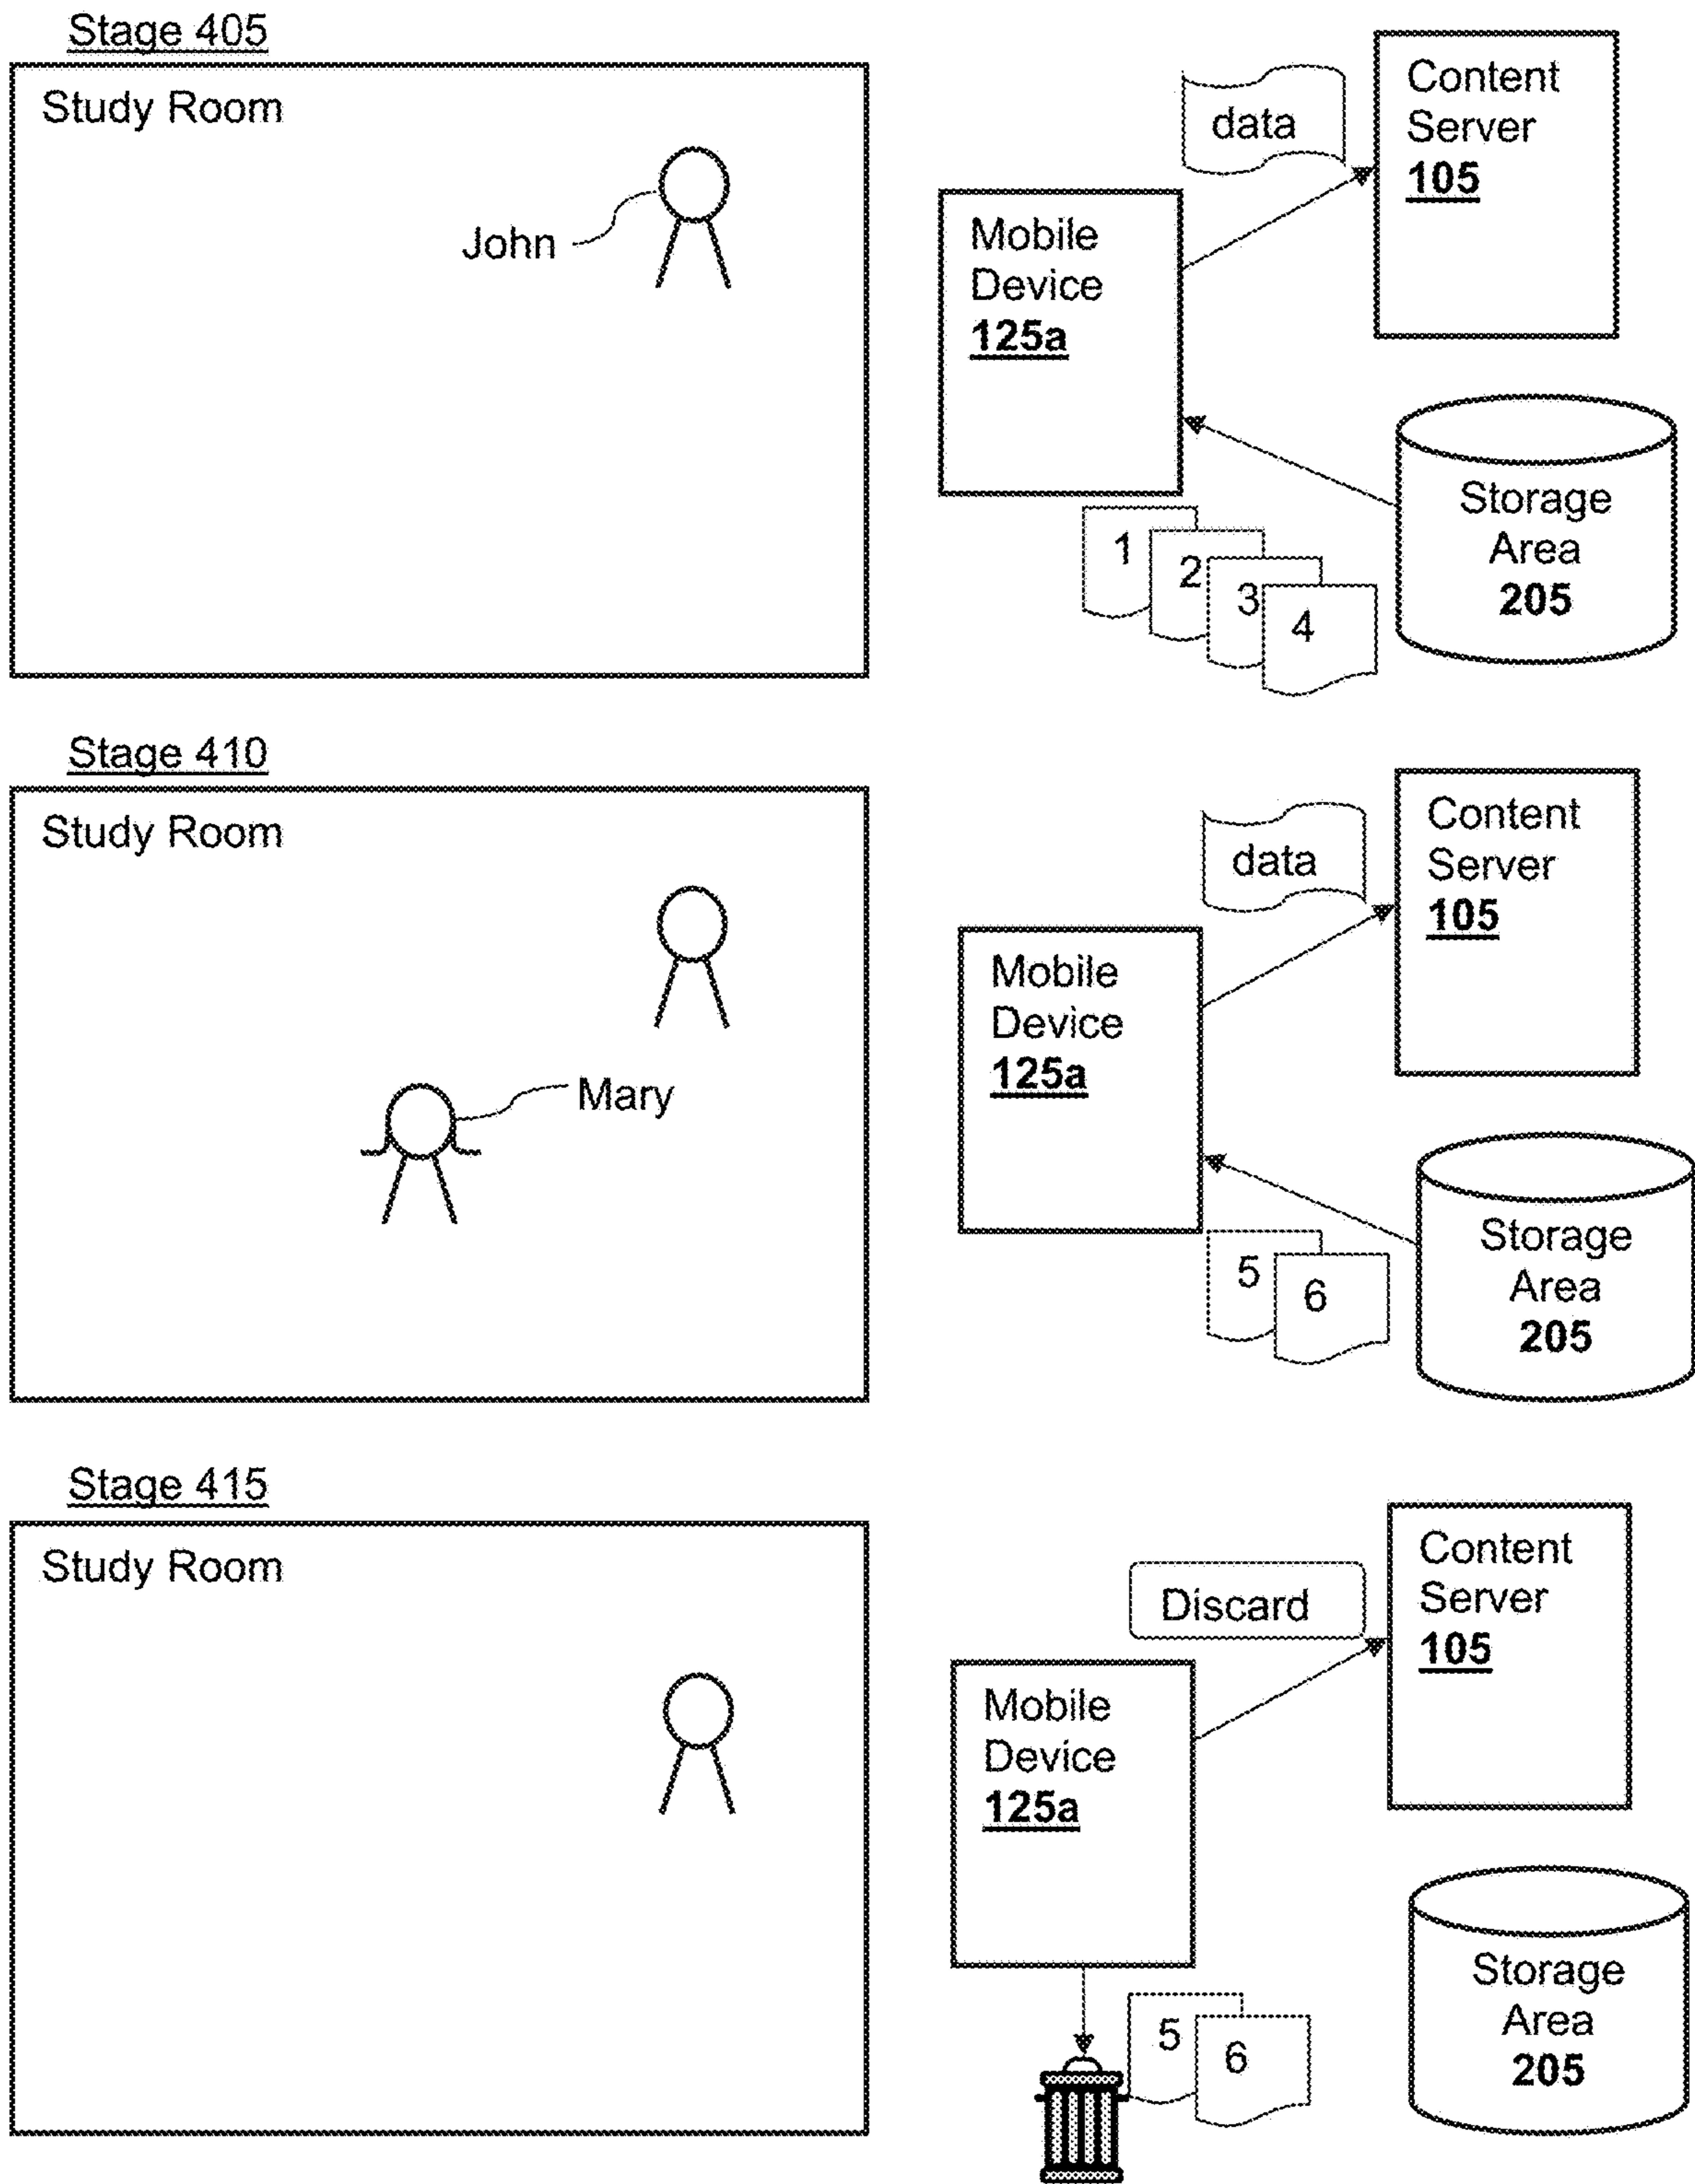 Stage 405
Study Room
John
data
Content
Server
105
Mobile
Device
125a
Storage
Area
205
1
2
3
4
Stage 410
Study Room
Mary
data
Content
Server
105
Mobile
Device
125a
Storage
Area
205
5
6
Stage 415
Study Room
Discard
Content
Server
105
Mobile
Device
125a
Storage
Area
205
5
6